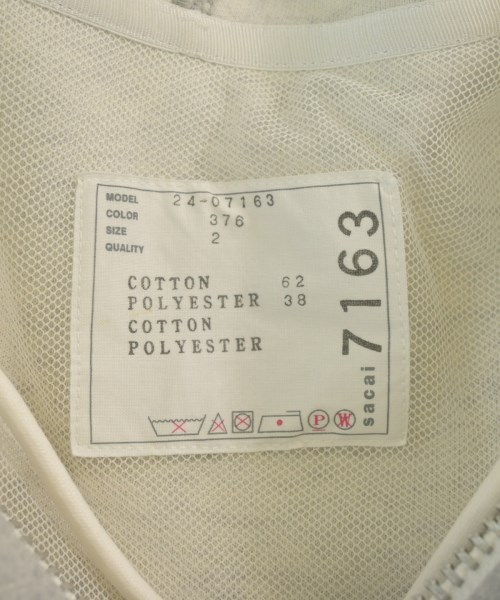 MODEL 24-07163
COLOR 376
SIZE 2
QUALITY
COTTON 62
POLYESTER 38
COTTON
POLYESTER
P W
sacai 7163